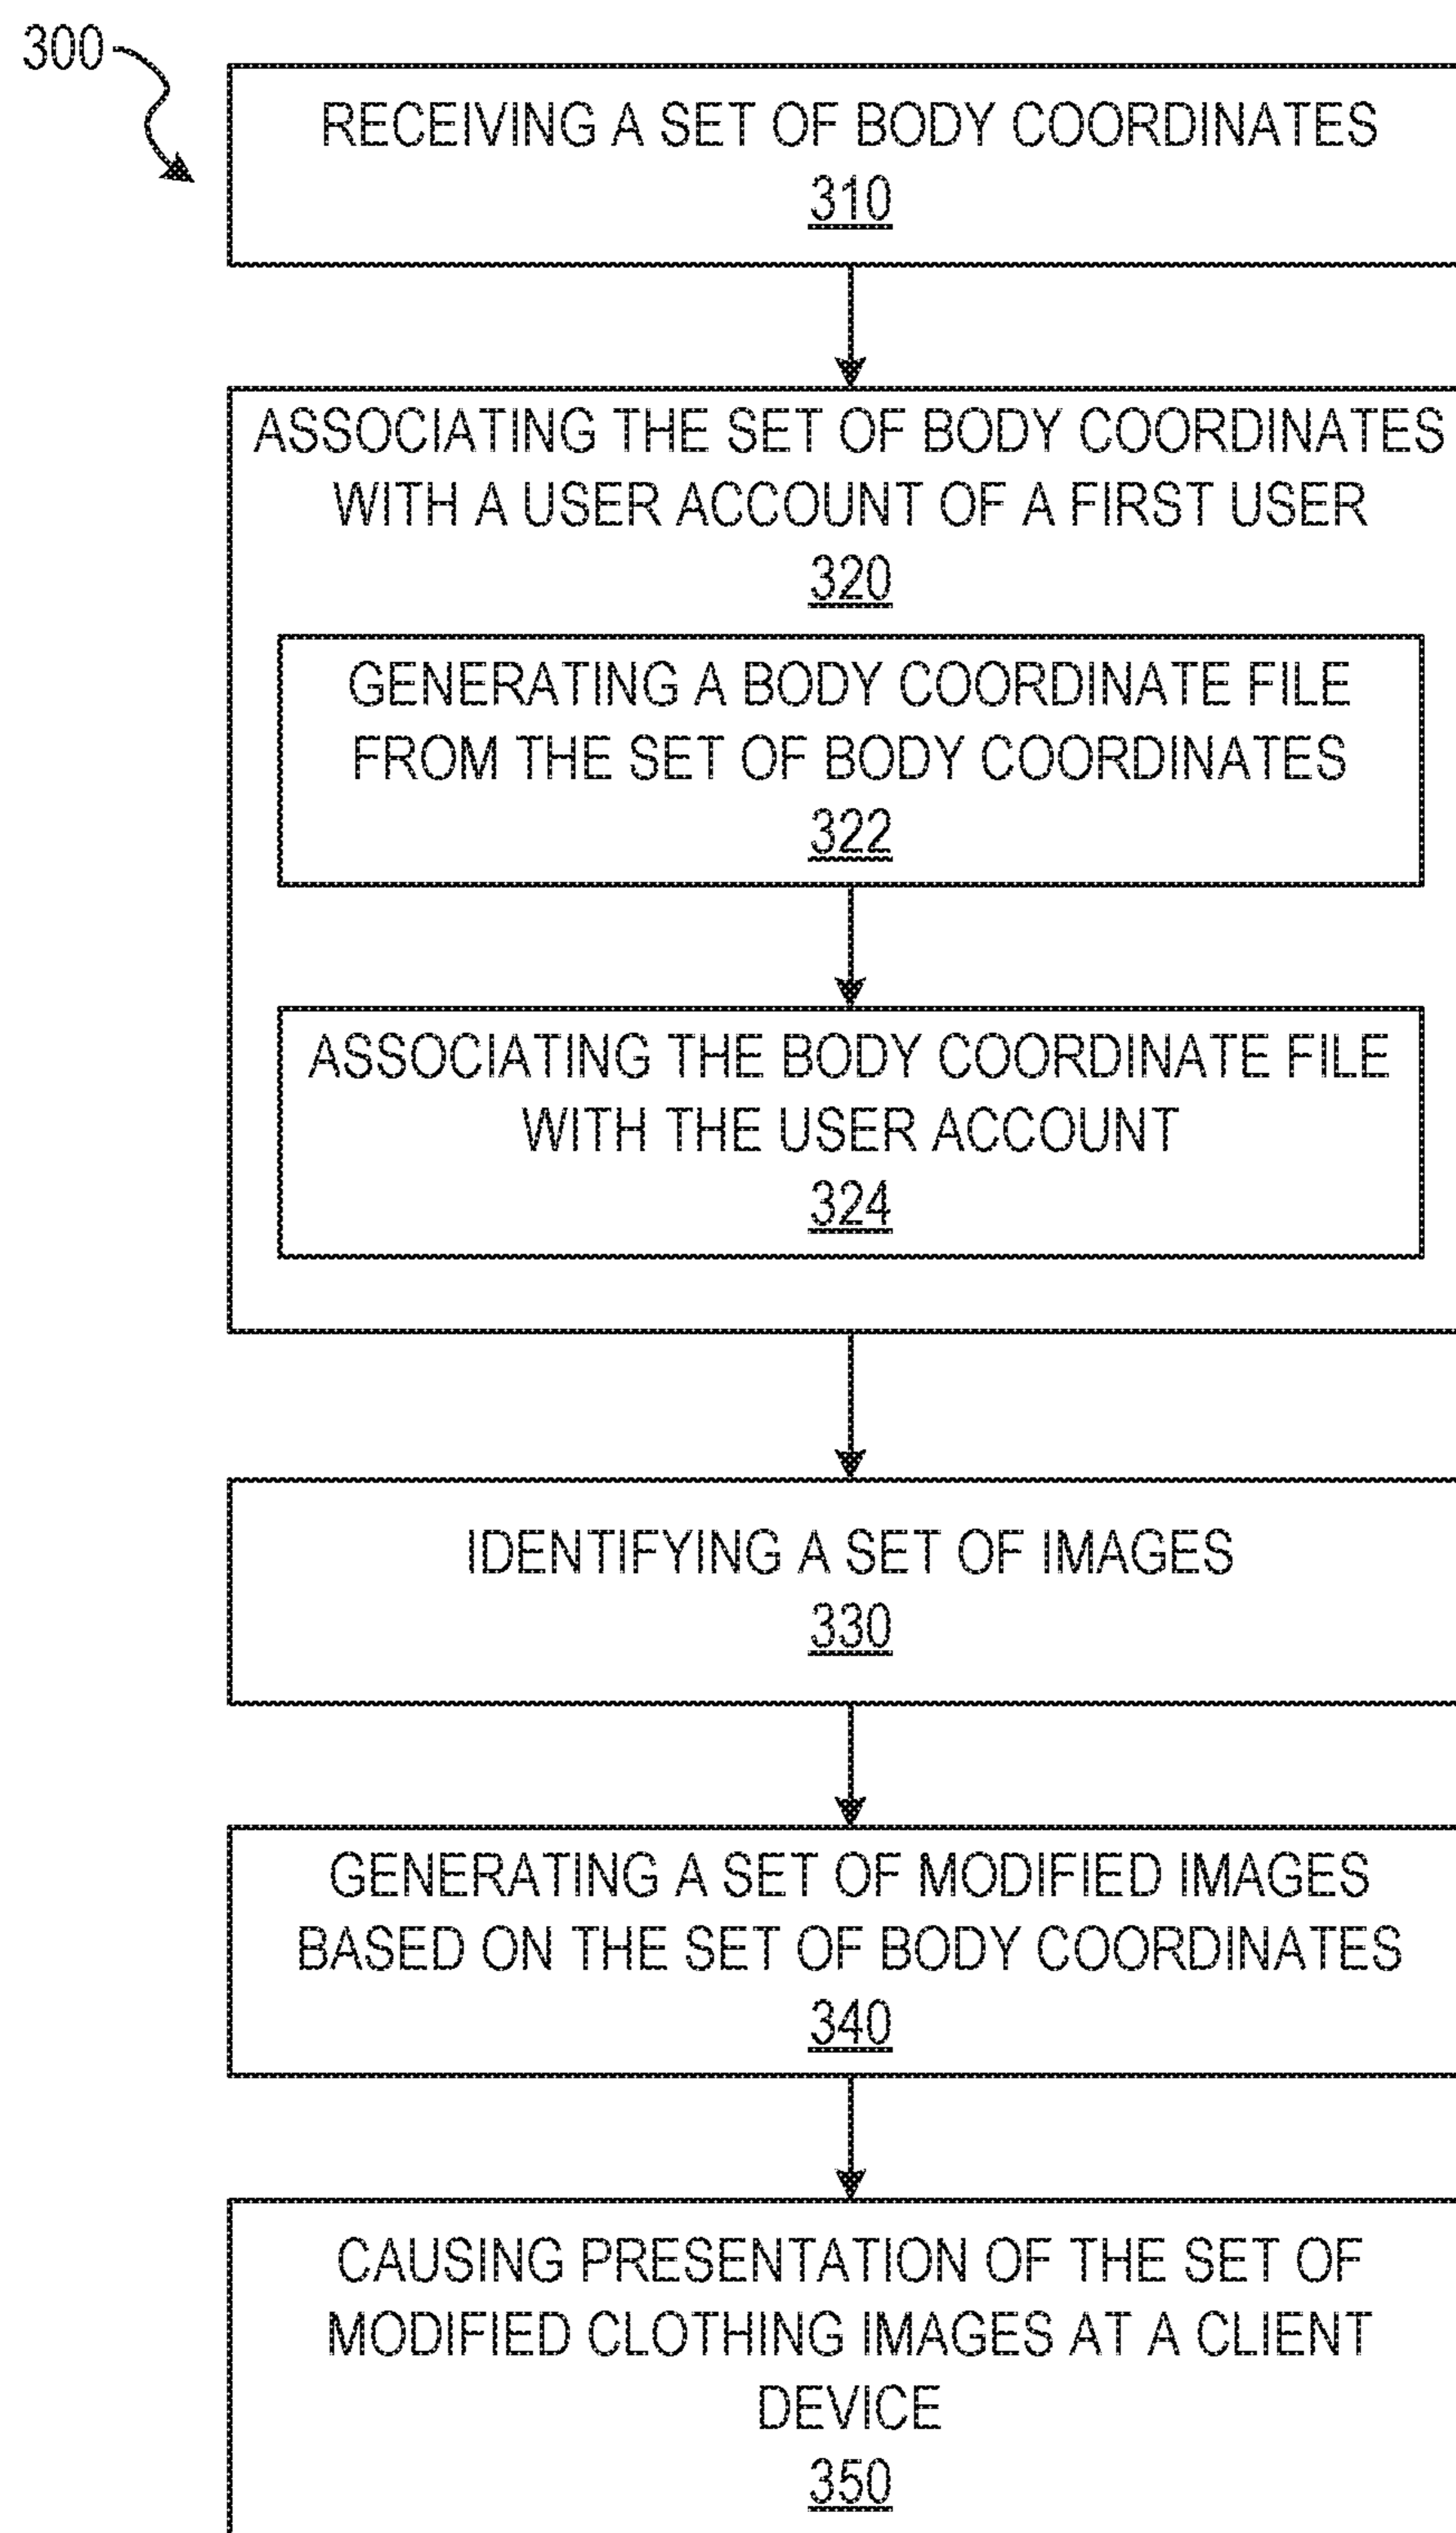 300
RECEIVING A SET OF BODY COORDINATES
310
ASSOCIATING THE SET OF BODY COORDINATES
WITH A USER ACCOUNT OF A FIRST USER
320
GENERATING A BODY COORDINATE FILE
FROM THE SET OF BODY COORDINATES
322
ASSOCIATING THE BODY COORDINATE FILE
WITH THE USER ACCOUNT
324
IDENTIFYING A SET OF IMAGES
330
GENERATING A SET OF MODIFIED IMAGES
BASED ON THE SET OF BODY COORDINATES
340
CAUSING PRESENTATION OF THE SET OF
MODIFIED CLOTHING IMAGES AT A CLIENT
DEVICE
350